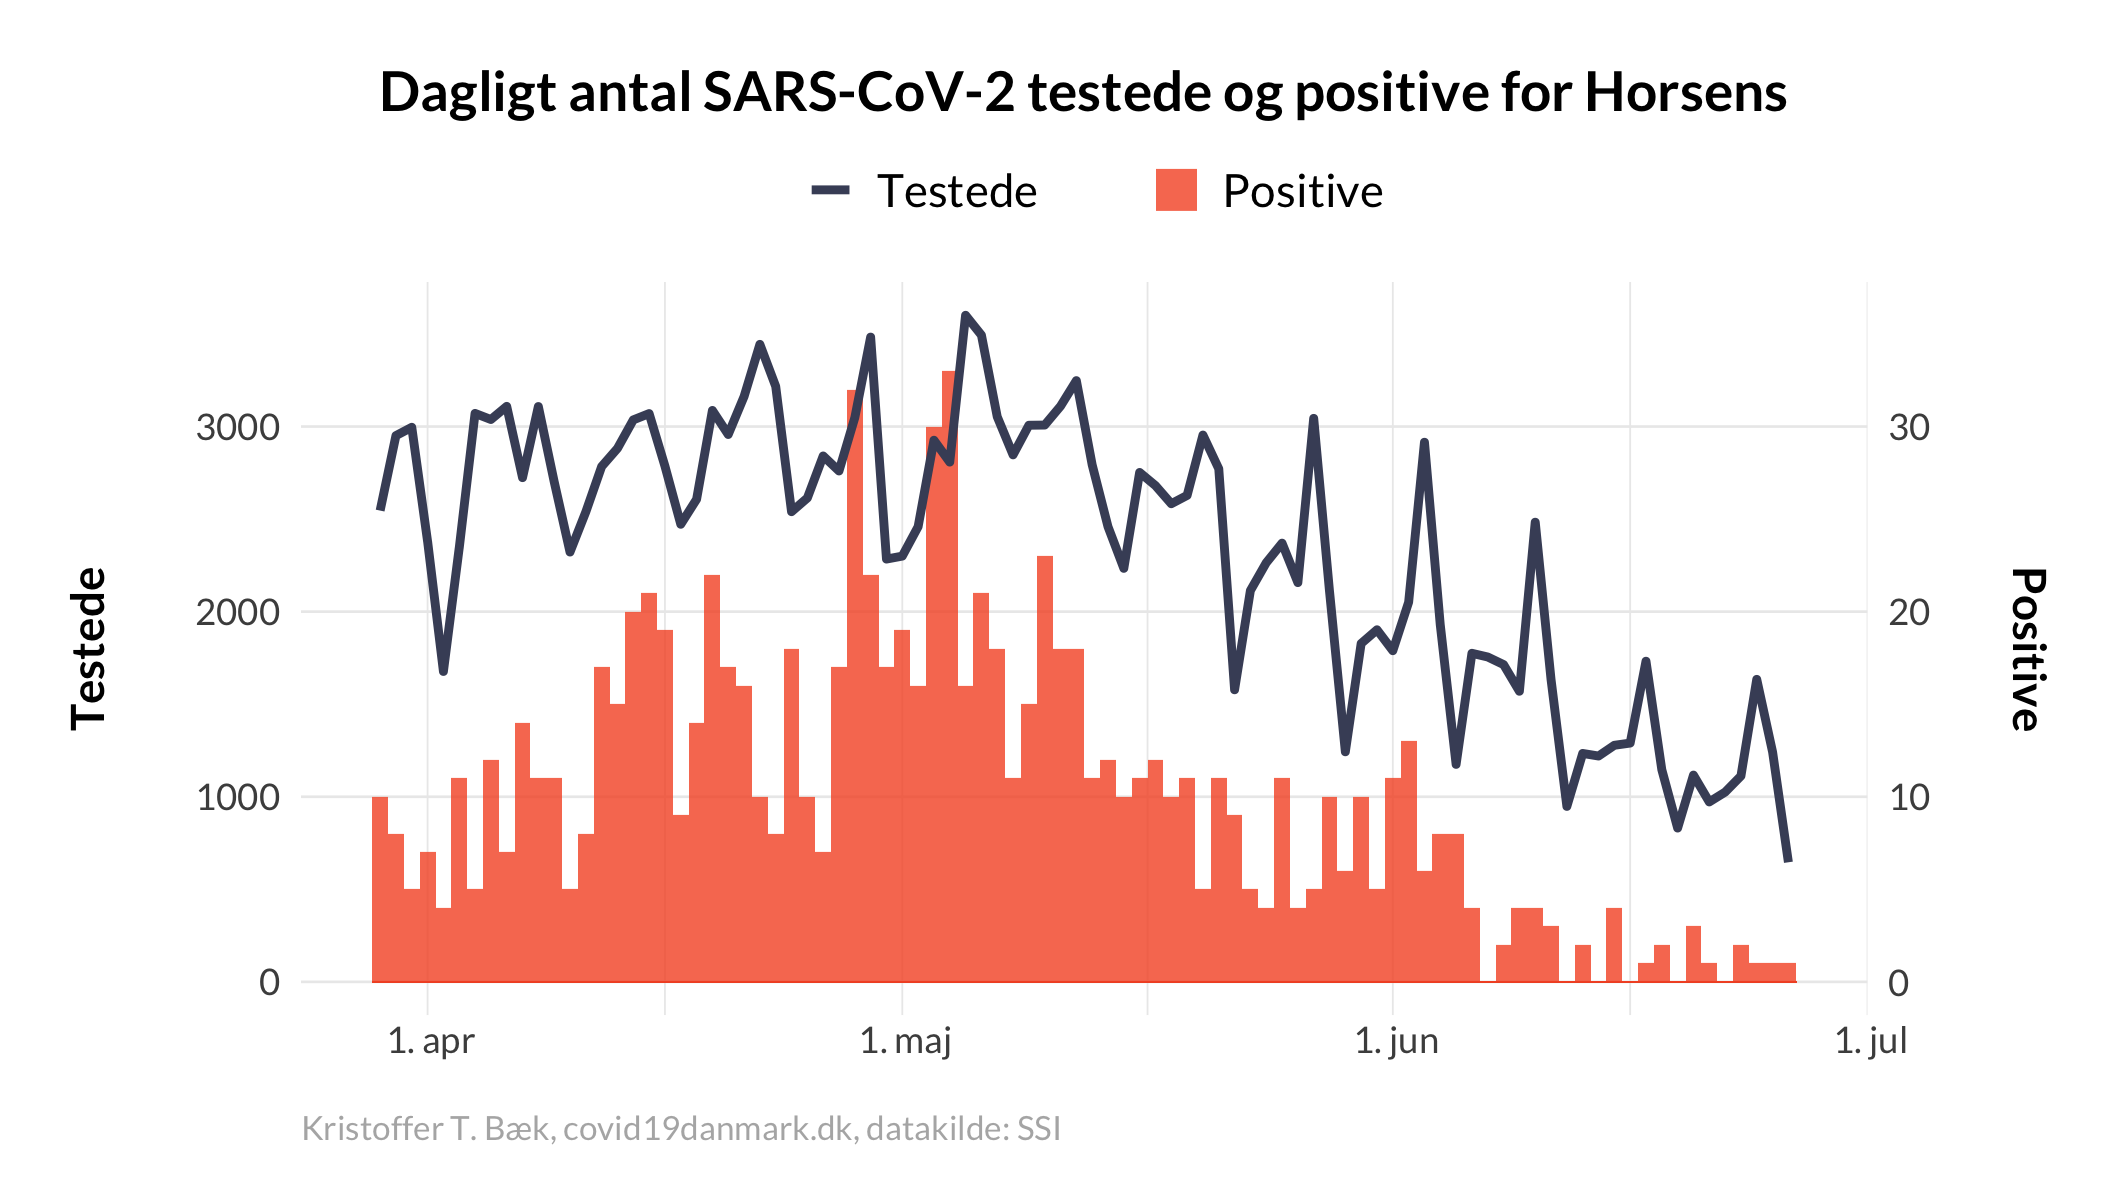 Dagligt antal SARS-CoV-2 testede og positive for Horsens
Testede
Positive
Testede
3000
2000
1000
0
30
20
10
0
Positive
1. apr
1. maj
1. jun
1. jul
Kristoffer T. Bæk, covid19danmark.dk, datakilde: SSI